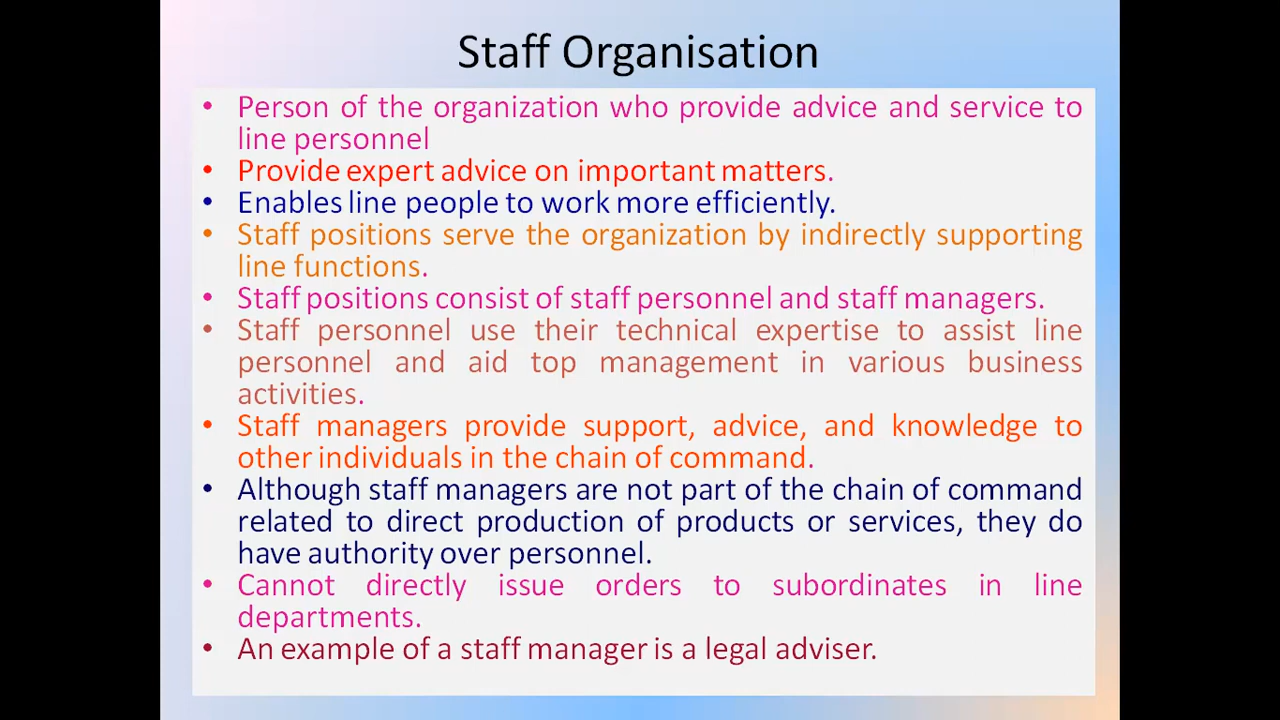 Staff Organisation
• Person of the organization who provide advice and service to
line personnel
• Provide expert advice on important matters.
• Enables line people to work more efficiently.
• Staff positions serve the organization by indirectly supporting
line functions.
• Staff positions consist of staff personnel and staff managers.
• Staff personnel use their technical expertise to assist line
personnel and aid top management in various business
activities.
• Staff managers provide support, advice, and knowledge to
other individuals in the chain of command.
• Although staff managers are not part of the chain of command
related to direct production of products or services, they do
have authority over personnel.
• Cannot directly issue orders to subordinates in line
departments.
• An example of a staff manager is a legal adviser.